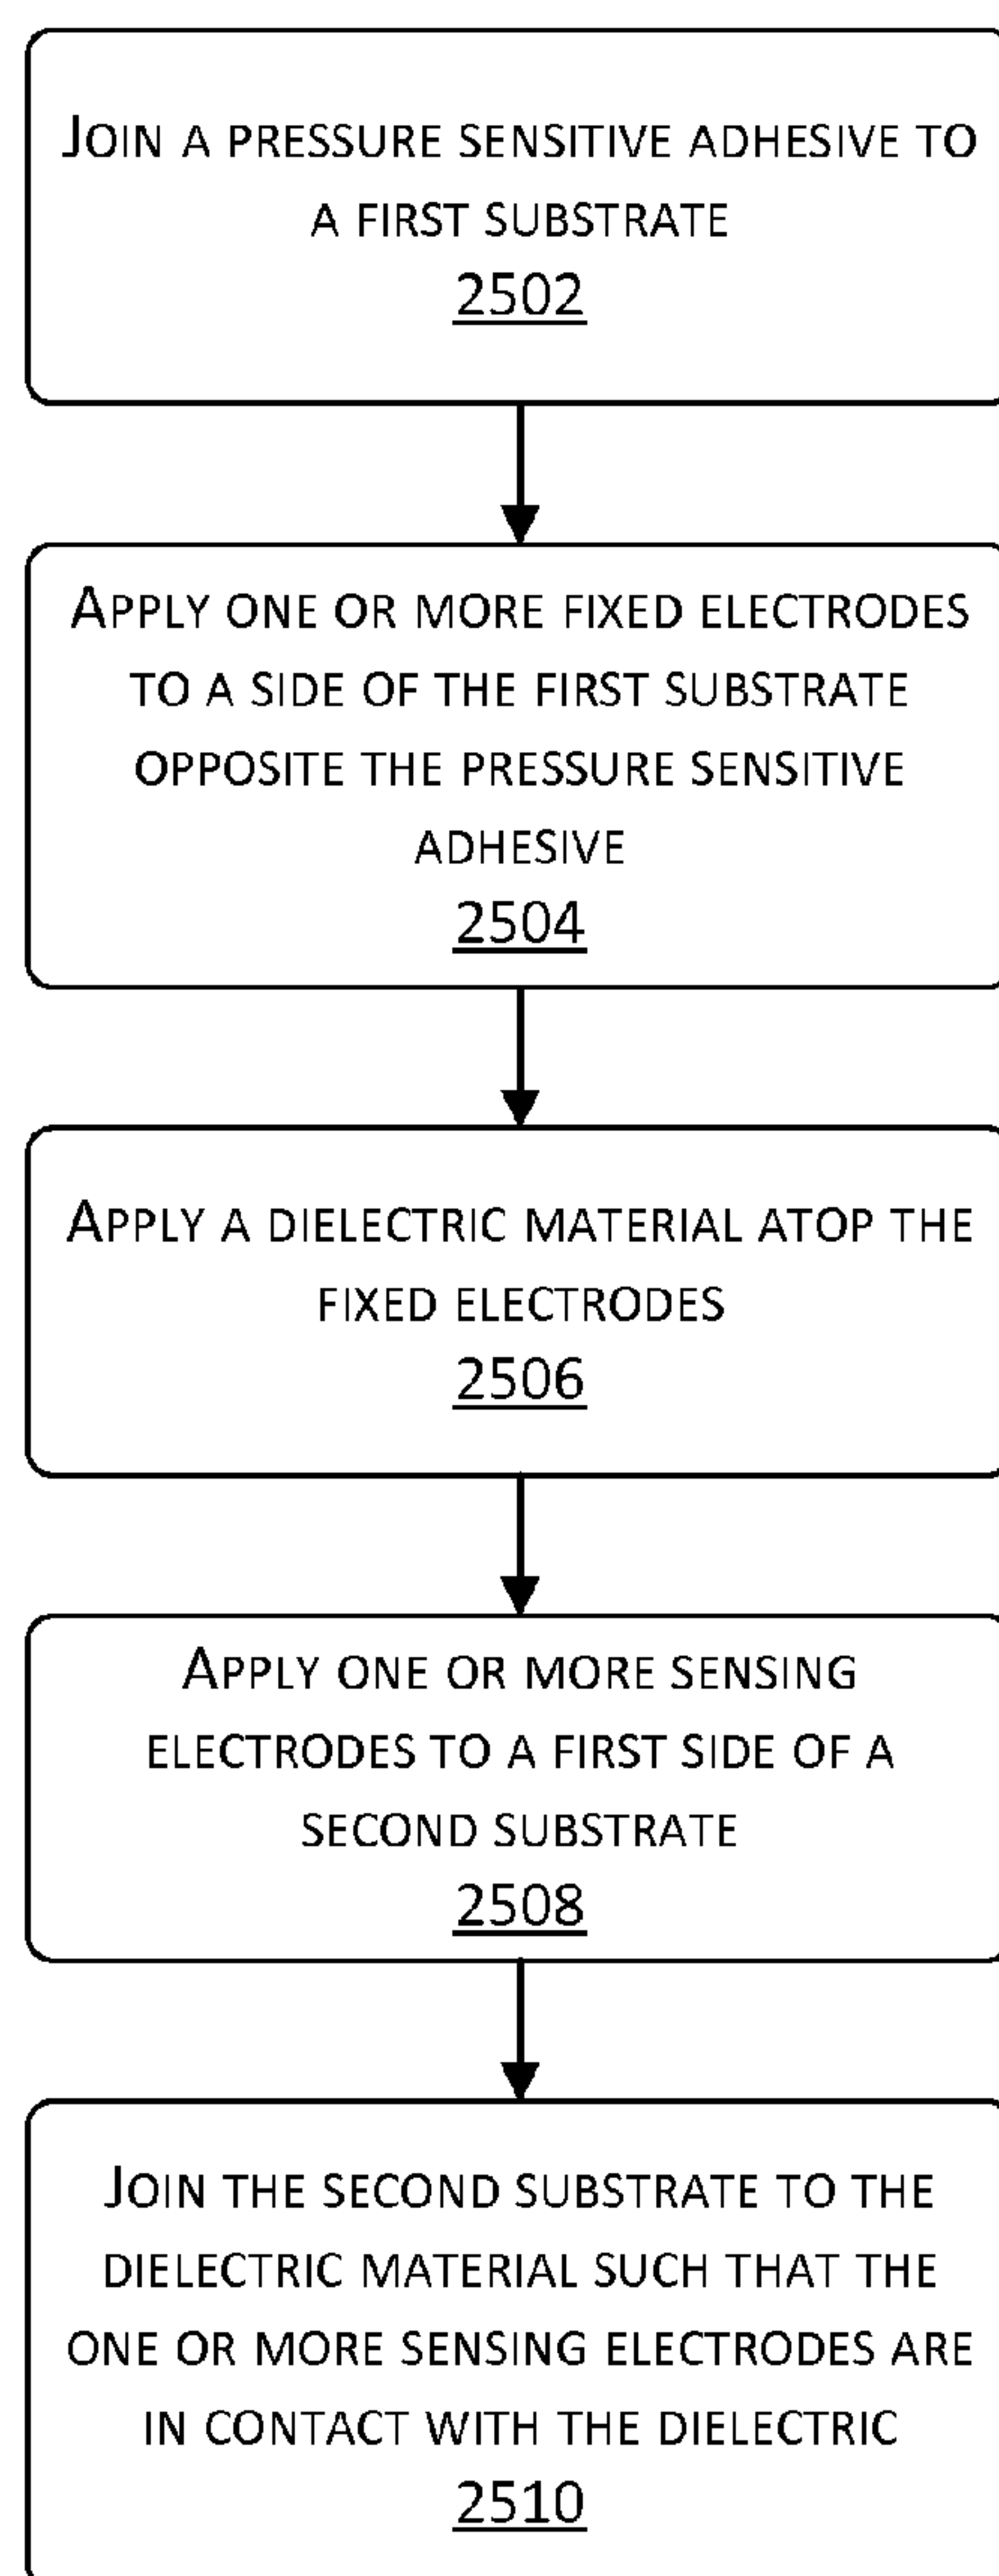 JOIN A PRESSURE SENSITIVE ADHESIVE TO
A FIRST SUBSTRATE
2502
APPLY ONE OR MORE FIXED ELECTRODES
TO A SIDE OF THE FIRST SUBSTRATE
OPPOSITE THE PRESSURE SENSITIVE
ADHESIVE
2504
APPLY A DIELECTRIC MATERIAL ATOP THE
FIXED ELECTRODES
2506
APPLY ONE OR MORE SENSING
ELECTRODES TO A FIRST SIDE OF A
SECOND SUBSTRATE
2508
JOIN THE SECOND SUBSTRATE TO THE
DIELECTRIC MATERIAL SUCH THAT THE
ONE OR MORE SENSING ELECTRODES ARE
IN CONTACT WITH THE DIELECTRIC
2510